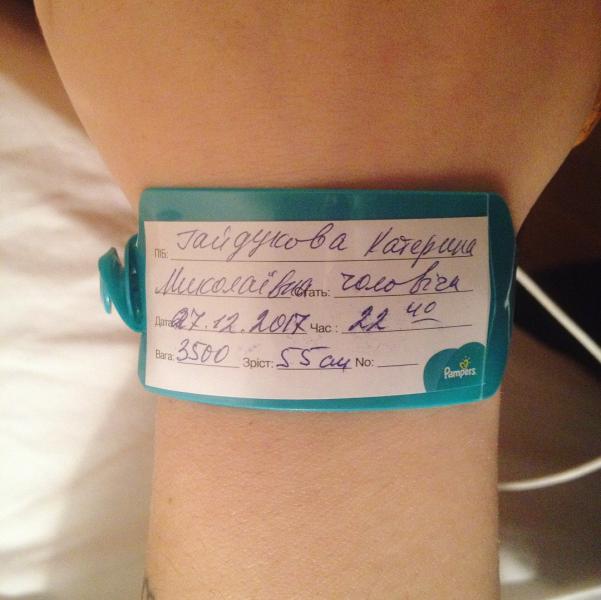 ПІБ: Гайдукова Катерина
Миколаївна Стать: чоловіча
Дата 27.12.2017 Час: 22 40
Вага: 3500 Зріст: 55 см No:
Pampers